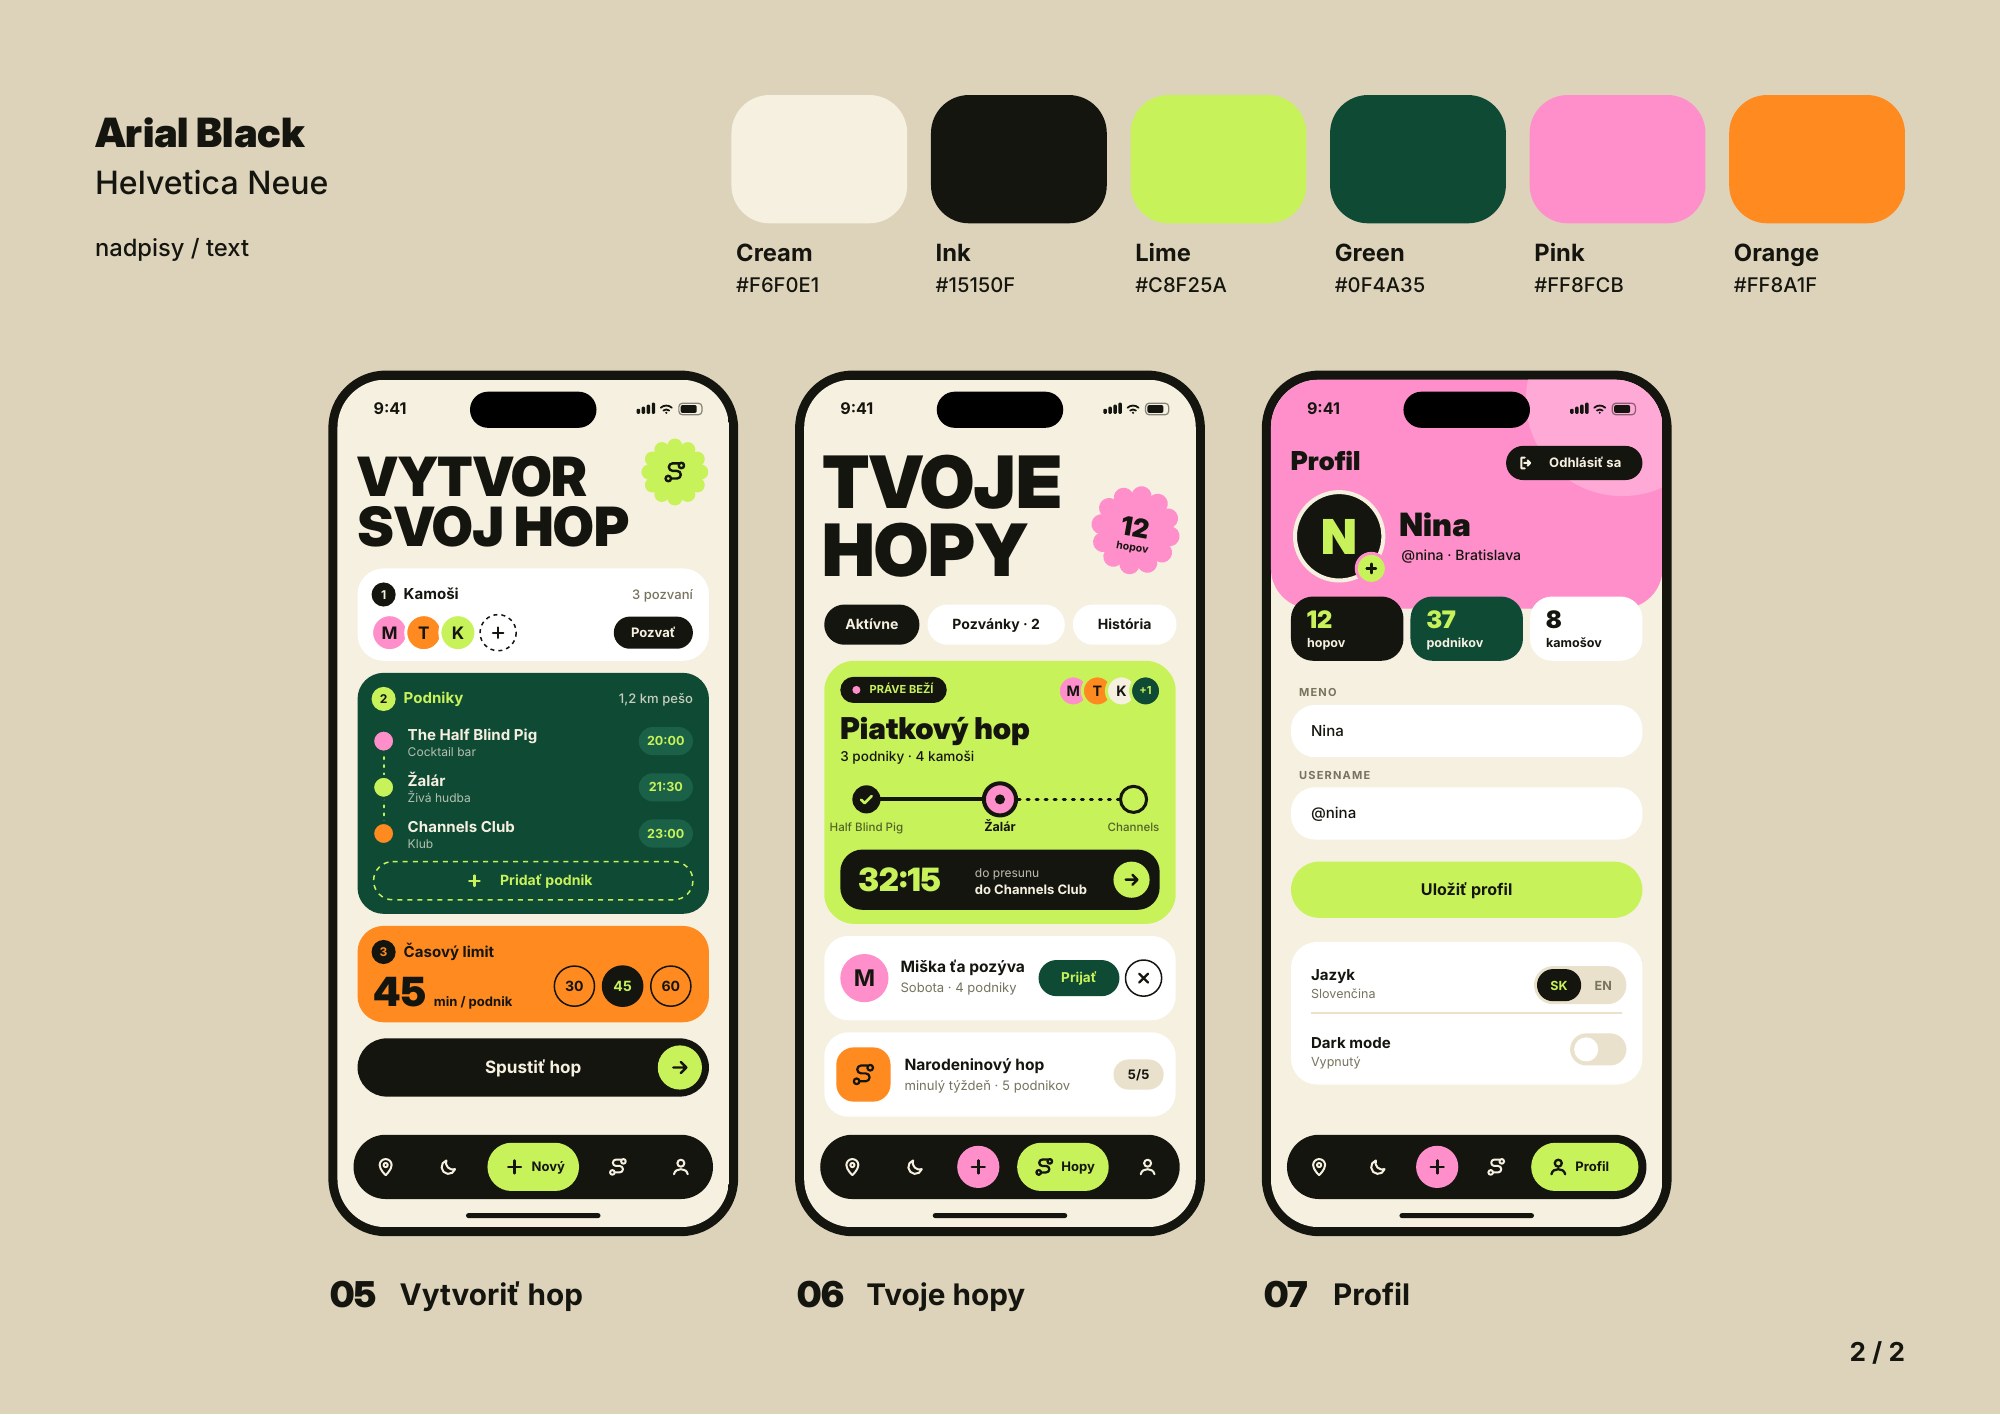 Arial Black
Helvetica Neue
nadpisy / text
Cream
#F6F0E1
Ink
#15150F
Lime
#C8F25A
Green
#0F4A35
Pink
#FF8FCB
Orange
#FF8A1F
9:41
VYTVOR
SVOJ HOP
1 Kamoši 3 pozvaní
M T K Pozvať
2 Podniky 1,2 km pešo
The Half Blind Pig 20:00
Cocktail bar
Žalár 21:30
Živá hudba
Channels Club 23:00
Klub
+ Pridať podnik
3 Časový limit
45 min / podnik 30 45 60
Spustiť hop
+ Nový
05 Vytvoriť hop
9:41
TVOJE
HOPY
12
hopov
Aktívne Pozvánky · 2 História
PRÁVE BEŽÍ M T K +1
Piatkový hop
3 podniky · 4 kamoši
Half Blind Pig Žalár Channels
32:15 do presunu
do Channels Club
M Miška ťa pozýva Prijať
Sobota · 4 podniky
Narodeninový hop 5/5
minulý týždeň · 5 podnikov
Hopy
06 Tvoje hopy
9:41
Profil Odhlásiť sa
N Nina
@nina · Bratislava
12
hopov
37
podnikov
8
kamošov
MENO
Nina
USERNAME
@nina
Uložiť profil
Jazyk SK EN
Slovenčina
Dark mode
Vypnutý
Profil
07 Profil
2 / 2